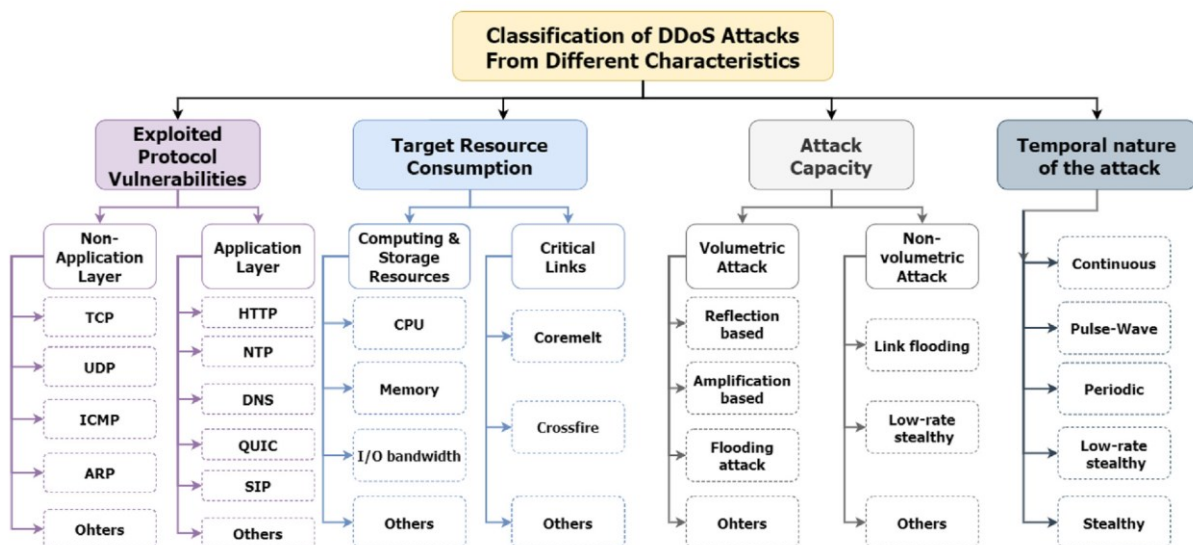 Classification of DDoS Attacks
From Different Characteristics
Exploited
Protocol
Vulnerabilities
Target Resource
Consumption
Attack
Capacity
Temporal nature
of the attack
Non-
Application
Layer
TCP
UDP
ICMP
ARP
Ohters
Application
Layer
HTTP
NTP
DNS
QUIC
SIP
Others
Computing &
Storage
Resources
CPU
Memory
I/O bandwidth
Others
Critical
Links
Coremelt
Crossfire
Others
Volumetric
Attack
Reflection
based
Amplification
based
Flooding
attack
Ohters
Non-
volumetric
Attack
Link flooding
Low-rate
stealthy
Others
Continuous
Pulse-Wave
Periodic
Low-rate
stealthy
Stealthy